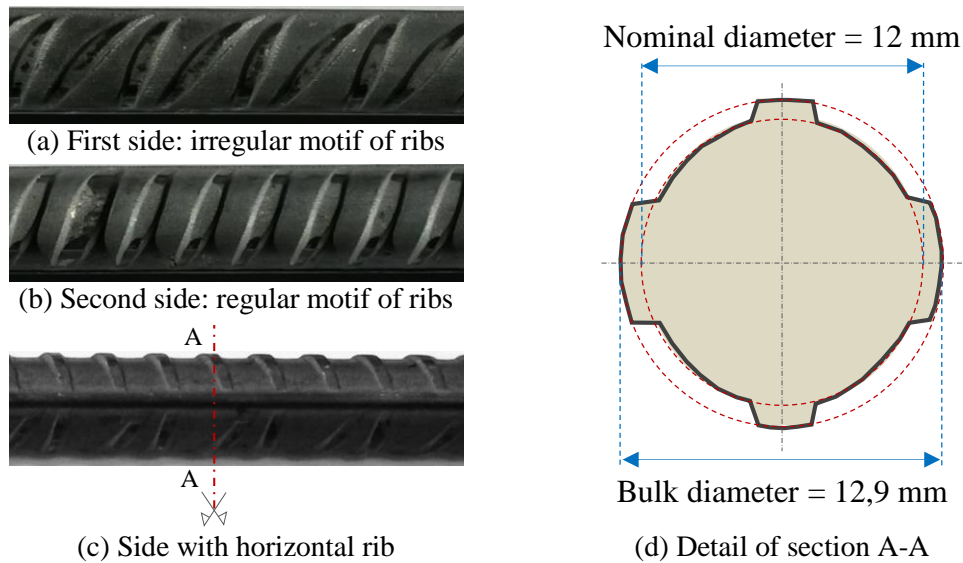 (a) First side: irregular motif of ribs
(b) Second side: regular motif of ribs
A
A
(c) Side with horizontal rib
Nominal diameter = 12 mm
Bulk diameter = 12,9 mm
(d) Detail of section A-A